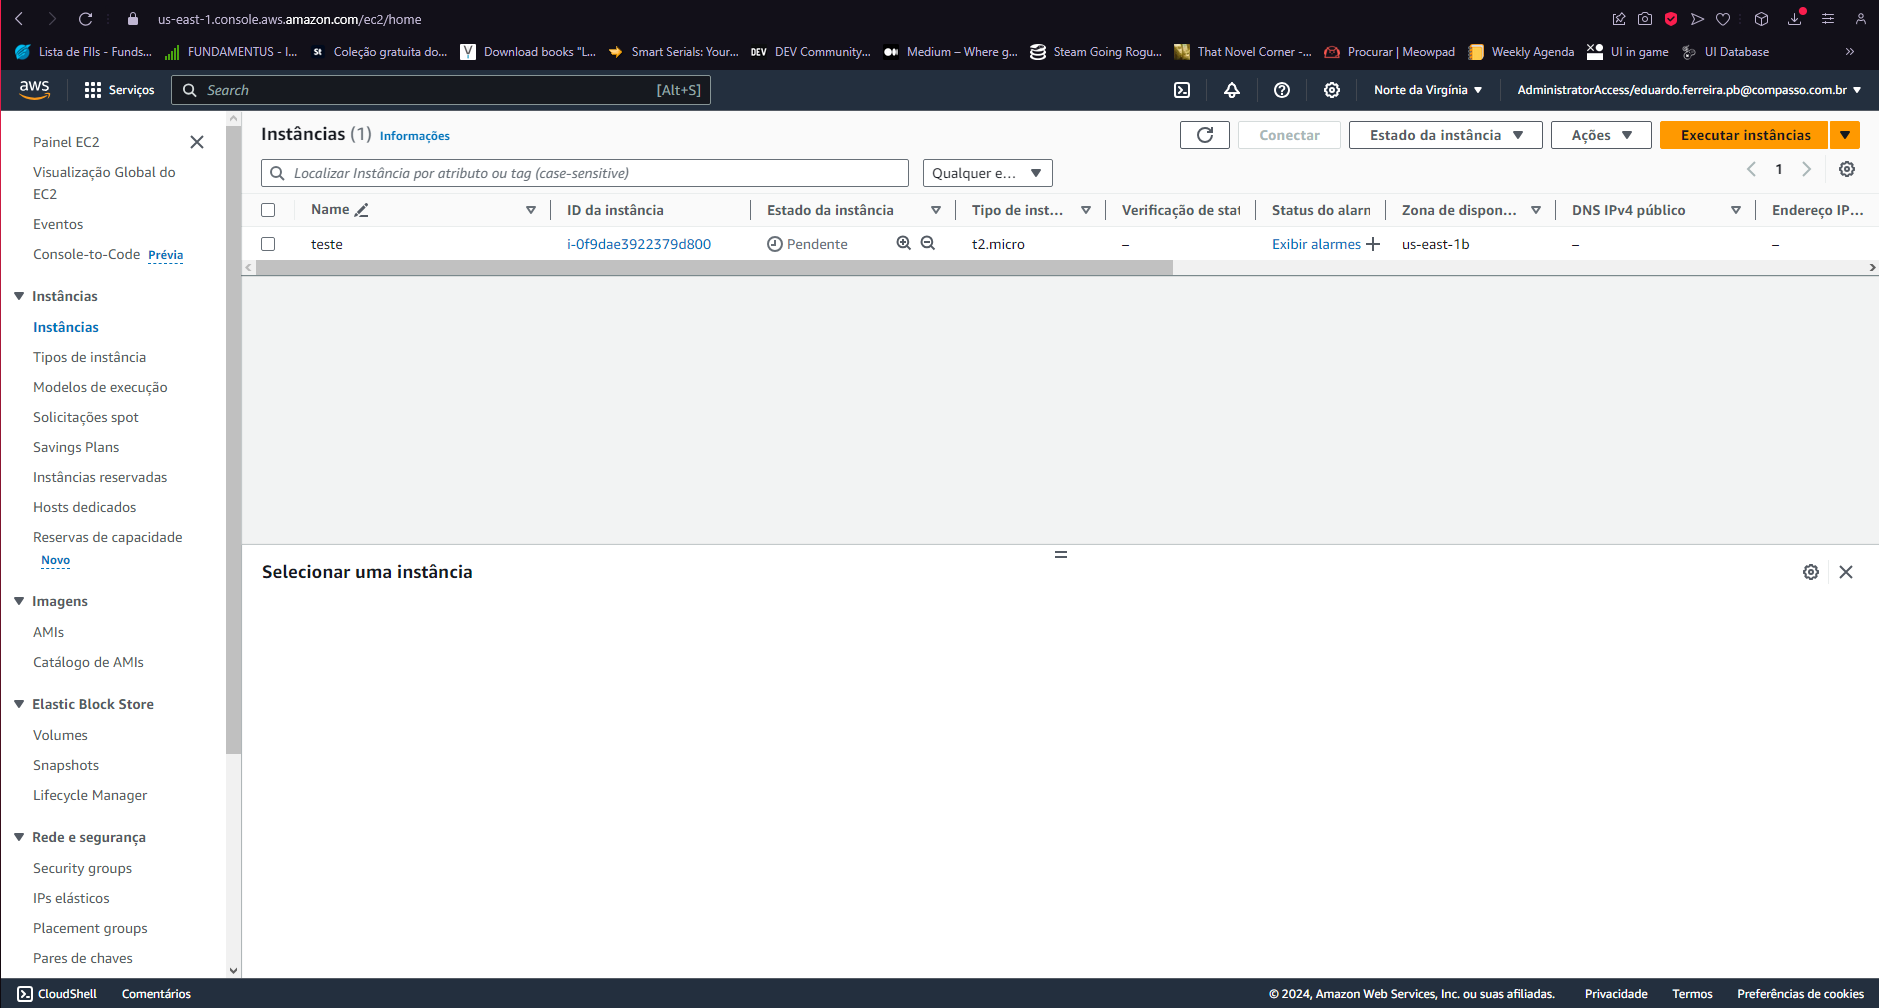 us-east-1.console.aws.amazon.com/ec2/home
Lista de FIIs - Funds... FUNDAMENTUS - I... St Coleção gratuita do... Download books "L... Smart Serials: Your... DEV DEV Community... Medium – Where g... Steam Going Rogu... That Novel Corner -... Procurar | Meowpad Weekly Agenda UI in game UI Database
aws Serviços Search [Alt+S] Norte da Virgínia AdministratorAccess/eduardo.ferreira.pb@compasso.com.br
Painel EC2
Visualização Global do
EC2
Eventos
Console-to-Code Prévia
Instâncias
Instâncias
Tipos de instância
Modelos de execução
Solicitações spot
Savings Plans
Instâncias reservadas
Hosts dedicados
Reservas de capacidade
Novo
Imagens
AMIs
Catálogo de AMIs
Elastic Block Store
Volumes
Snapshots
Lifecycle Manager
Rede e segurança
Security groups
IPs elásticos
Placement groups
Pares de chaves
Instâncias (1) Informações Conectar Estado da instância Ações Executar instâncias
Localizar Instância por atributo ou tag (case-sensitive) Qualquer e... 1
Name ID da instância Estado da instância Tipo de inst... Verificação de stat Status do alarm Zona de dispon... DNS IPv4 público Endereço IP...
teste i-0f9dae3922379d800 Pendente t2.micro – Exibir alarmes + us-east-1b – –
Selecionar uma instância
CloudShell Comentários © 2024, Amazon Web Services, Inc. ou suas afiliadas. Privacidade Termos Preferências de cookies